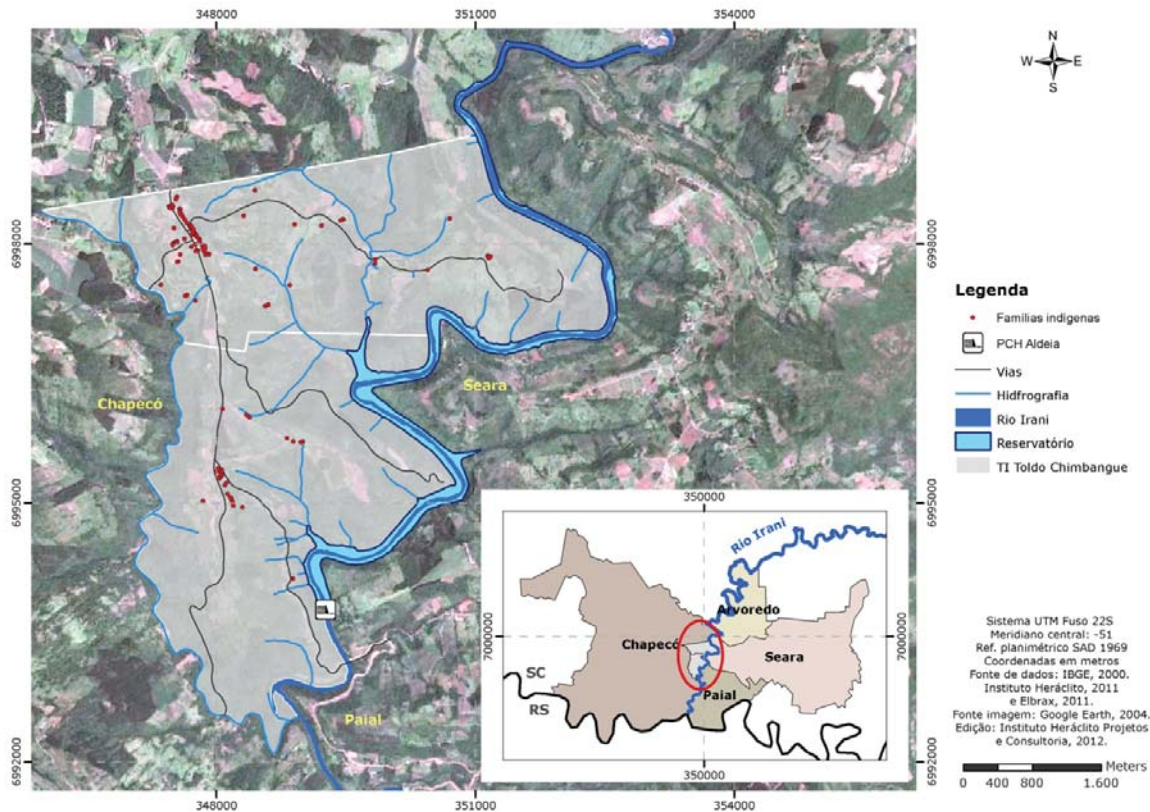 348000 351000 354000
N
W E
S
6998000 6998000
Legenda
Famílias indígenas
PCH Aldeia
Vias
Hidfrografia
Rio Irani
Reservatório
TI Toldo Chimbangue
Seara
Chapecó
6995000 6995000
350000
Rio Irani
Arvoredo
Chapecó
Seara
7000000 7000000
SC
RS
Paial
Paial
350000
Sistema UTM Fuso 22S
Meridiano central: -51
Ref. planimétrico SAD 1969
Coordenadas em metros
Fonte de dados: IBGE, 2000.
Instituto Heráclito, 2011
e Elbrax, 2011.
Fonte imagem: Google Earth, 2004.
Edição: Instituto Heráclito Projetos
e Consultoria, 2012.
Meters
0 400 800 1.600
6992000 6992000
348000 351000 354000